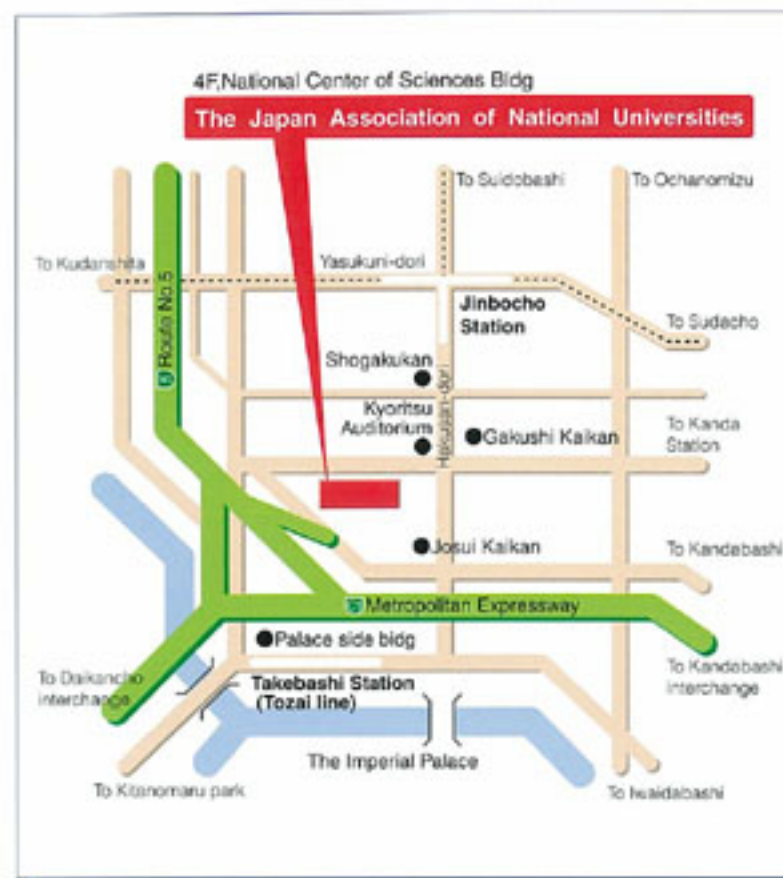 4F,National Center of Sciences Bldg
The Japan Association of National Universities
To Suidobashi
To Ochanomizu
To Kudanshita
Yasukuni-dori
Route No.5
5
Jinbocho
Station
To Sudacho
Shogakukan
Hakusan-dori
Kyoritsu
Auditorium
Gakushi Kaikan
To Kanda
Station
Josui Kaikan
To Kandabashi
Metropolitan Expressway
Palace side bidg
To Daikancho
interchange
Takebashi Station
(Tozai line)
To Kandabashi
interchange
The Imperial Palace
To Kitanomaru park
To Iwaidabashi